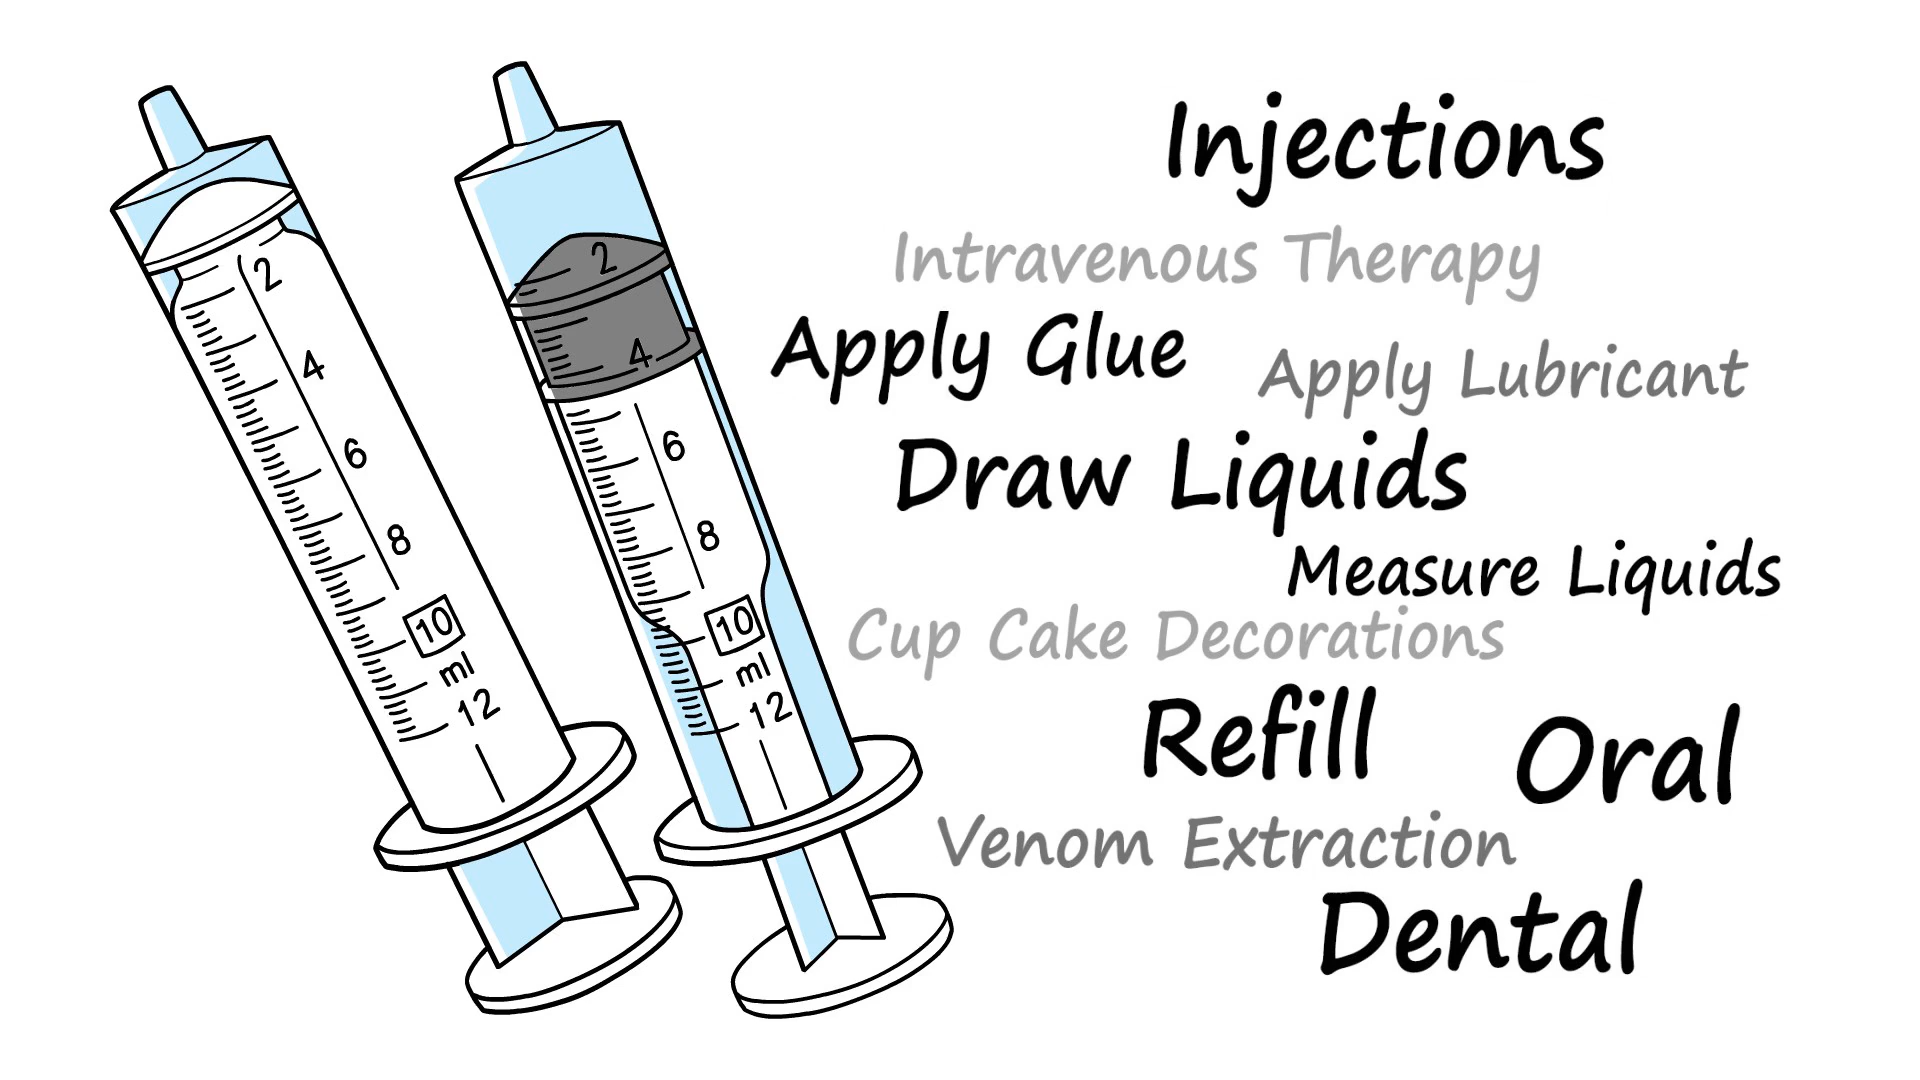 2
4
6
8
10
ml
12
2
4
6
8
10
ml
12
Injections
Intravenous Therapy
Apply Glue
Apply Lubricant
Draw Liquids
Measure Liquids
Cup Cake Decorations
Refill
Oral
Venom Extraction
Dental